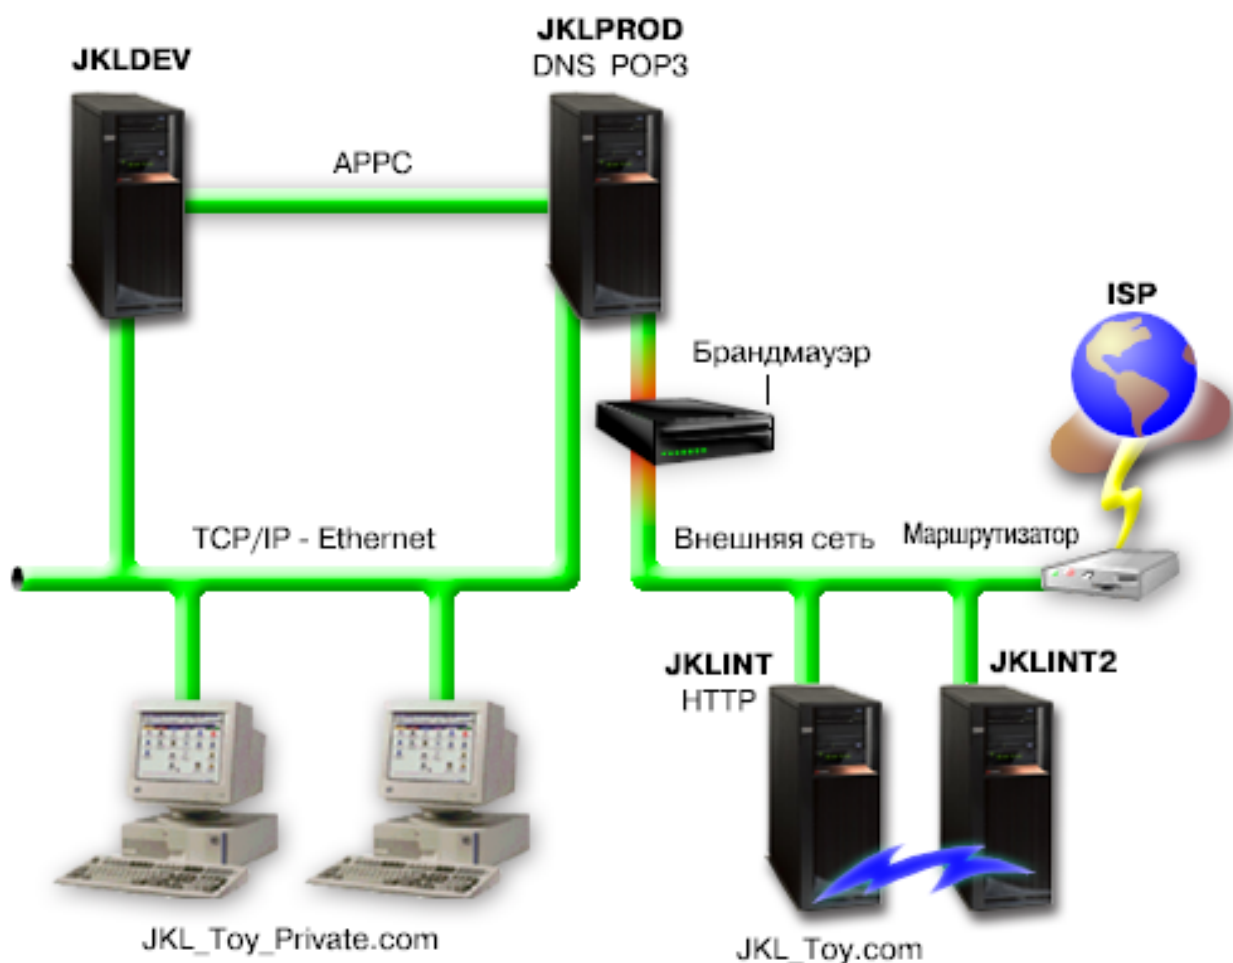 JKLPROD
DNS POP3
JKLDEV
APPC
ISP
Брандмауэр
TCP/IP - Ethernet
Внешняя сеть
Маршрутизатор
JKLINT
HTTP
JKLINT2
JKL_Toy_Private.com
JKL_Toy.com